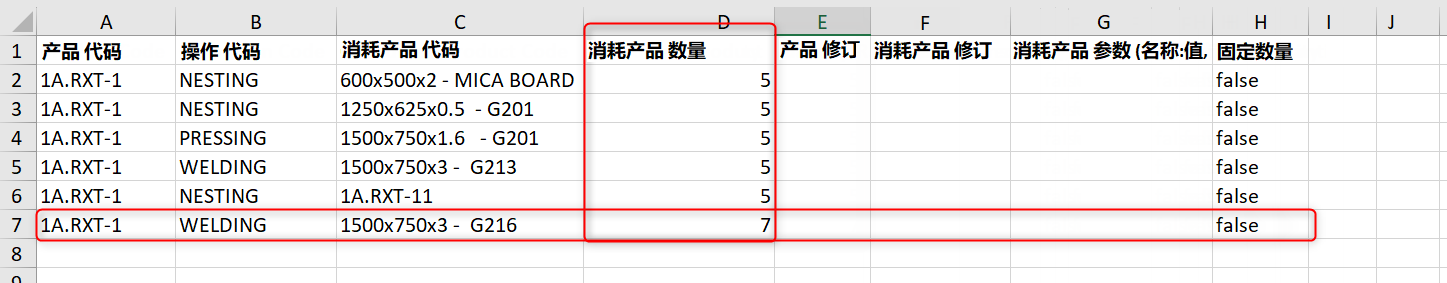 A B C D E F G H I J
1 产品 代码 操作 代码 消耗产品 代码 消耗产品 数量 产品 修订 消耗产品 修订 消耗产品 参数 (名称:值, 固定数量
2 1A.RXT-1 NESTING 600x500x2 - MICA BOARD 5 false
3 1A.RXT-1 NESTING 1250x625x0.5  - G201 5 false
4 1A.RXT-1 PRESSING 1500x750x1.6   - G201 5 false
5 1A.RXT-1 WELDING 1500x750x3 -  G213 5 false
6 1A.RXT-1 NESTING 1A.RXT-11 5 false
7 1A.RXT-1 WELDING 1500x750x3 -  G216 7 false
8
9